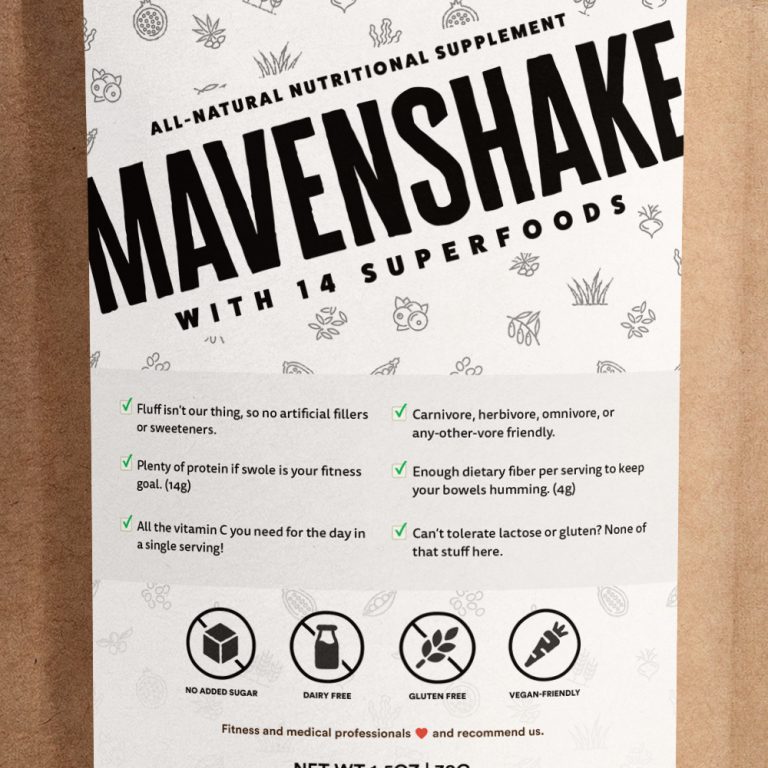 ALL-NATURAL NUTRITIONAL SUPPLEMENT
MAVENSHAKE
WITH 14 SUPERFOODS
Fluff isn't our thing, so no artificial fillers
or sweeteners.
Plenty of protein if swole is your fitness
goal. (14g)
All the vitamin C you need for the day in
a single serving!
Carnivore, herbivore, omnivore, or
any-other-vore friendly.
Enough dietary fiber per serving to keep
your bowels humming. (4g)
Can't tolerate lactose or gluten? None of
that stuff here.
NO ADDED SUGAR
DAIRY FREE
GLUTEN FREE
VEGAN-FRIENDLY
Fitness and medical professionals ❤ and recommend us.
NET WT